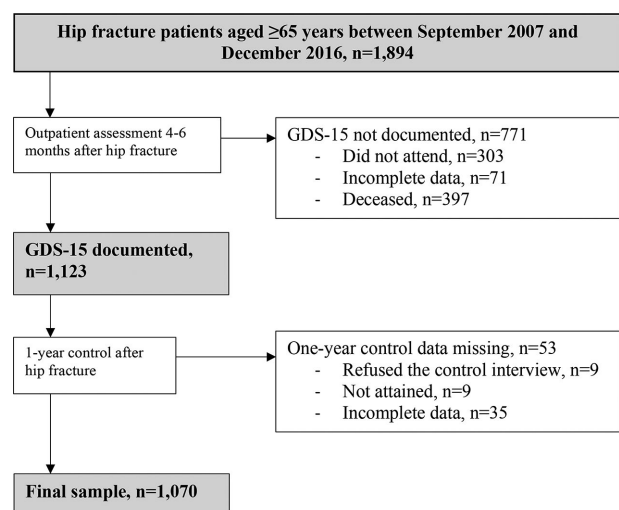 Hip fracture patients aged ≥65 years between September 2007 and
December 2016, n=1,894
Outpatient assessment 4-6
months after hip fracture
GDS-15 not documented, n=771
- Did not attend, n=303
- Incomplete data, n=71
- Deceased, n=397
GDS-15 documented,
n=1,123
1-year control after
hip fracture
One-year control data missing, n=53
- Refused the control interview, n=9
- Not attained, n=9
- Incomplete data, n=35
Final sample, n=1,070